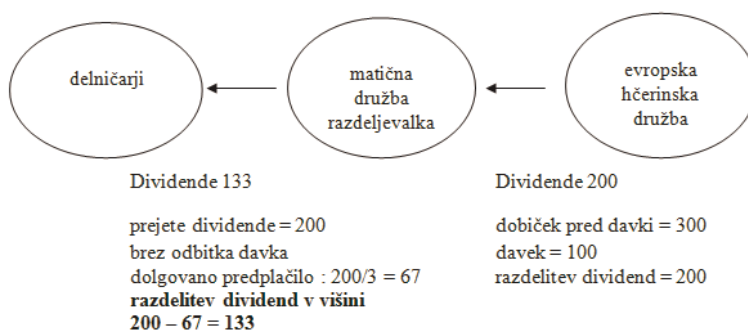 delničarji
matična
družba
razdeljevalka
evropska
hčerinska
družba
Dividende 133
prejete dividende = 200
brez odbitka davka
dolgovano predplačilo : 200/3 = 67
razdelitev dividend v višini
200 – 67 = 133
Dividende 200
dobiček pred davki = 300
davek = 100
razdelitev dividend = 200